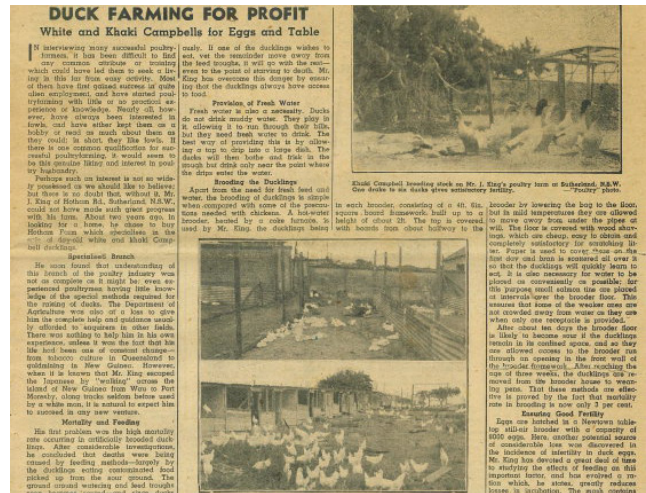 DUCK FARMING FOR PROFIT
White and Khaki Campbells for Eggs and Table
IN interviewing many successful poultry-
farmers, it has been difficult to find
any common attribute or training
which could have led them to seek a liv-
ing in this far from easy activity. Most
of them have first gained success in quite
alien employment, and have started poul-
tryfarming with little or no practical ex-
perience or knowledge. Nearly all, how-
ever, have always been interested in
fowls, and have either kept them as a
hobby or read as much about them as
they could; in short, they like fowls. If
there is one common qualification for suc-
cessful poultryfarming, it would seem to
be this genuine liking and interest in poul-
try husbandry.
Perhaps such an interest is not so wide-
ly possessed as we should like to believe;
but there is no doubt that, without it, Mr.
J. King of Hotham Rd., Sutherland, N.S.W.,
could not have made such great progress
with his farm. About two years ago, in
looking for a home, he chose to buy
Hotham Farm which specialises in the
sale of day-old white and khaki Camp-
bell ducklings.
Specialised Branch
He soon found that understanding of
this branch of the poultry industry was
not as complete as it might be; even ex-
perienced poultrymen having little know-
ledge of the special methods required for
the raising of ducks. The Department of
Agriculture was also at a loss to give
him the complete help and guidance usual-
ly afforded to enquirers in other fields.
There was nothing to help him in his own
experience, unless it was the fact that his
life had been one of constant change—
from tobacco culture in Queensland to
goldmining in New Guinea. However,
when it is known that Mr. King escaped
the Japanese by "walking" across the
island of New Guinea from Wau to Port
Moresby, along tracks seldom before used
by a white man, it is natural to expect him
to succeed in any new venture.
Mortality and Feeding
His first problem was the high mortality
rate occurring in artificially brooded duck-
lings. After considerable investigations,
he concluded that deaths were being
caused by feeding methods—largely by
the ducklings eating contaminated food
picked up from the sour ground. The
ground around watering and feed troughs
ously. If one of the ducklings wishes to
eat, yet the remainder move away from
the feed troughs, it will go with the rest—
even to the point of starving to death. Mr.
King has overcome this danger by ensur-
ing that the ducklings always have access
to food.
Provision of Fresh Water
Fresh water is also a necessity. Ducks
do not drink muddy water. They play in
it, allowing it to run through their bills,
but they need fresh water to drink. The
best way of providing this is by allow-
ing a tap to drip into a large dish. The
ducks will then bathe and frisk in the
trough but drink only near the point where
the drips enter the water.
Brooding the Ducklings
Apart from the need for fresh feed and
water, the brooding of ducklings is simple
when compared with some of the precau-
tions needed with chicken. A hot-water
brooder, heated by a coke furnace, is
used by Mr. King, the ducklings being
Khaki Campbell breeding stock on Mr. J. King's poultry farm at Sutherland, N.S.W.
One drake to six ducks gives satisfactory fertility. —"Poultry" photo.
in each brooder, consisting of a 4ft. 6in.
square board framework, built up to a
height of about 2ft. The top is covered
with boards from about halfway to the
brooder by lowering the bag to the floor,
but in mild temperatures they are allowed
to move away from under the pipes at
will. The floor is covered with wood shav-
ings, which are cheap, easy to obtain and
completely satisfactory for scratching lit-
ter. Paper is used to cover these on the
first day and bran is scattered all over it
so that the ducklings will quickly learn to
eat. It is also necessary for water to be
placed as conveniently as possible; for
this purpose small salmon tins are placed
at intervals over the brooder floor. This
ensures that some of the weaker ones are
not crowded away from water as they are
when only one receptacle is provided.
After about ten days the brooder floor
is likely to become sour if the ducklings
remain in its confined space, and so they
are allowed access to the brooder run
through an opening in the front wall of
the brooder framework. After reaching the
age of three weeks, the ducklings are re-
moved from the brooder house to wean-
ing pens. That these methods are effec-
tive is proved by the fact that mortality
rate in brooding is now only 3 per cent.
Ensuring Good Fertility
Eggs are hatched in a Newtown table-
top still-air brooder with a capacity of
6000 eggs. Here, another potential source
of considerable loss was discovered in
the incidence of infertility in duck eggs.
Mr. King has devoted a great deal of time
to studying the effects of feeding on this
important factor, and has evolved a ra-
tion which, he states, greatly reduces
losses in incubation. The mash contains